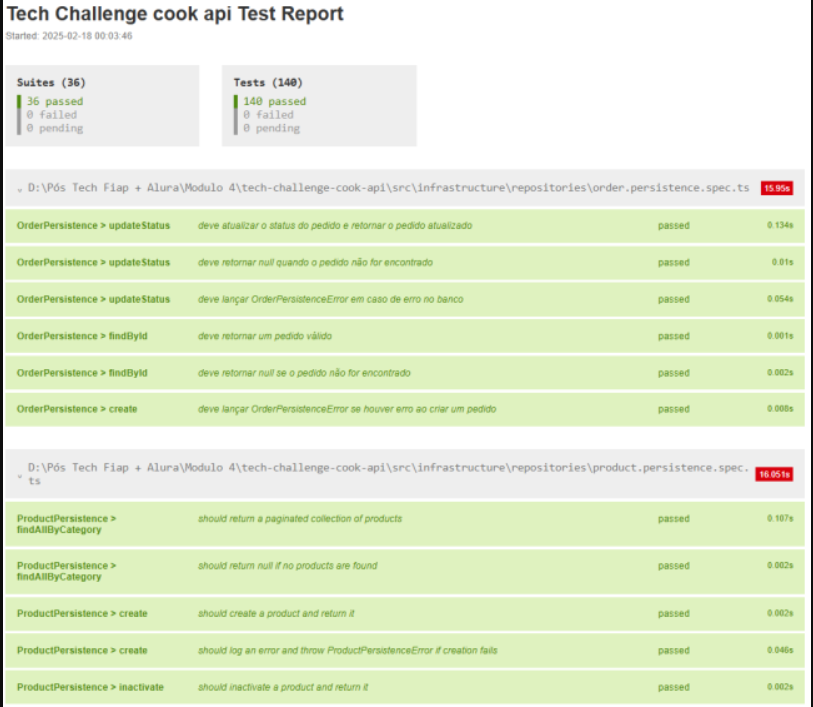 Tech Challenge cook api Test Report
Started: 2025-02-18 00:03:46
Suites (36)
36 passed
0 failed
0 pending
Tests (140)
140 passed
0 failed
0 pending
D:\Pós Tech Fiap + Alura\Modulo 4\tech-challenge-cook-api\src\infrastructure\repositories\order.persistence.spec.ts 15.95s
OrderPersistence > updateStatus deve atualizar o status do pedido e retornar o pedido atualizado passed 0.134s
OrderPersistence > updateStatus deve retornar null quando o pedido não for encontrado passed 0.01s
OrderPersistence > updateStatus deve lançar OrderPersistenceError em caso de erro no banco passed 0.054s
OrderPersistence > findById deve retornar um pedido válido passed 0.001s
OrderPersistence > findById deve retornar null se o pedido não for encontrado passed 0.002s
OrderPersistence > create deve lançar OrderPersistenceError se houver erro ao criar um pedido passed 0.008s
D:\Pós Tech Fiap + Alura\Modulo 4\tech-challenge-cook-api\src\infrastructure\repositories\product.persistence.spec.
ts 16.051s
ProductPersistence >
findAllByCategory should return a paginated collection of products passed 0.107s
ProductPersistence >
findAllByCategory should return null if no products are found passed 0.002s
ProductPersistence > create should create a product and return it passed 0.002s
ProductPersistence > create should log an error and throw ProductPersistenceError if creation fails passed 0.046s
ProductPersistence > inactivate should inactivate a product and return it passed 0.002s